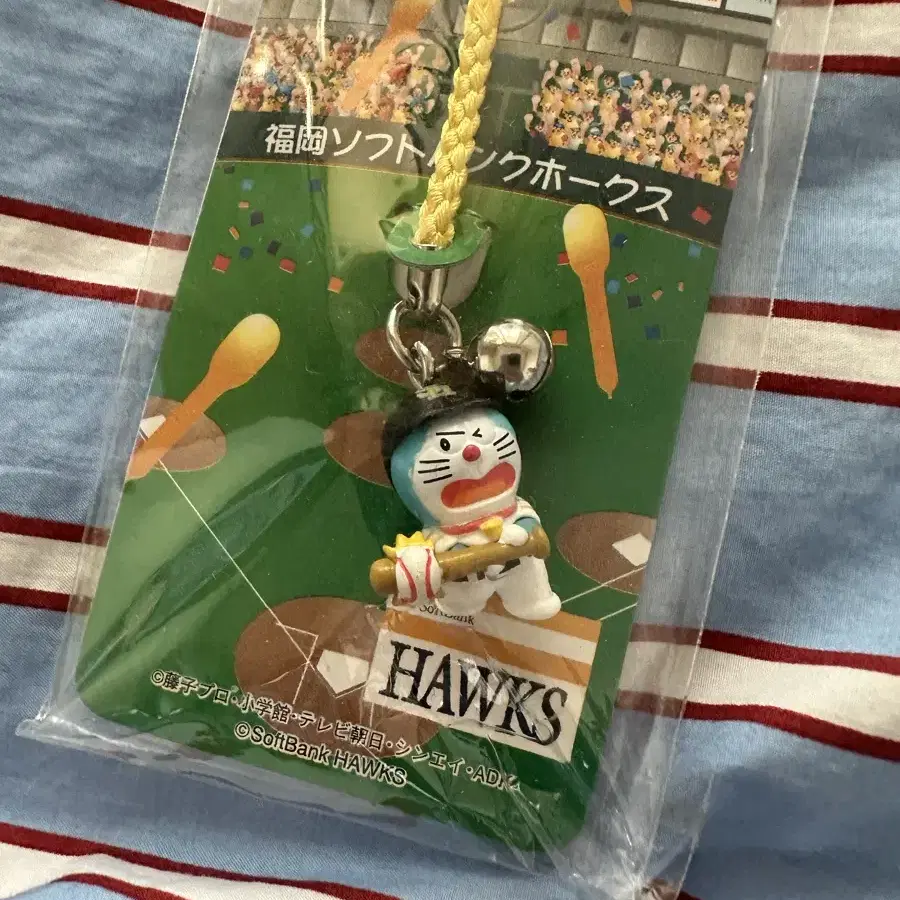 福岡ソフトバンクホークス
SoftBank
HAWKS
©藤子プロ・小学館・テレビ朝日・シンエイ・ADK
©SoftBank HAWKS